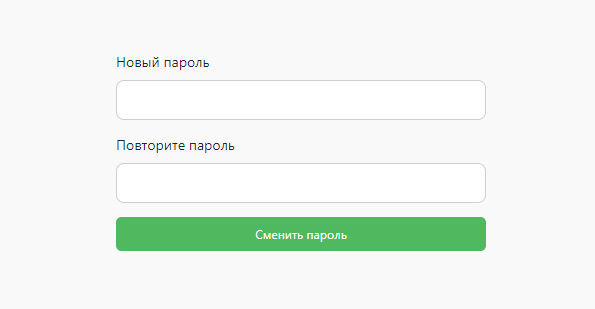 Новый пароль
Повторите пароль
Сменить пароль